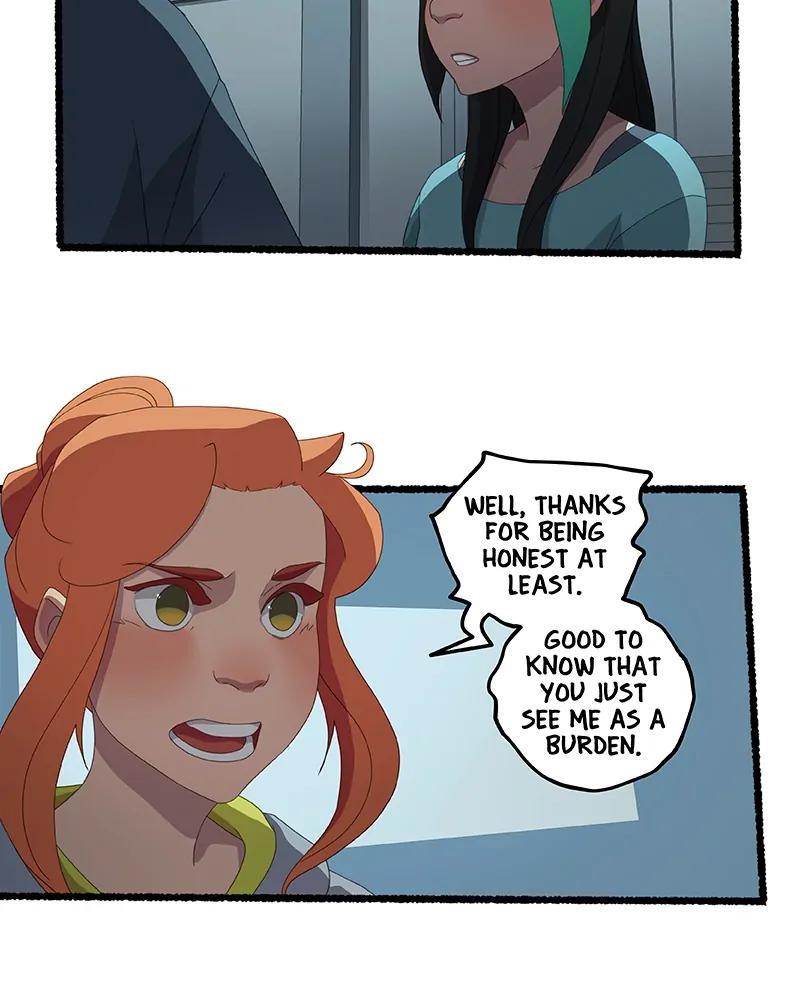 WELL, THANKS
FOR BEING
HONEST AT
LEAST.
GOOD TO
KNOW THAT
YOU JUST
SEE ME AS A
BURDEN.